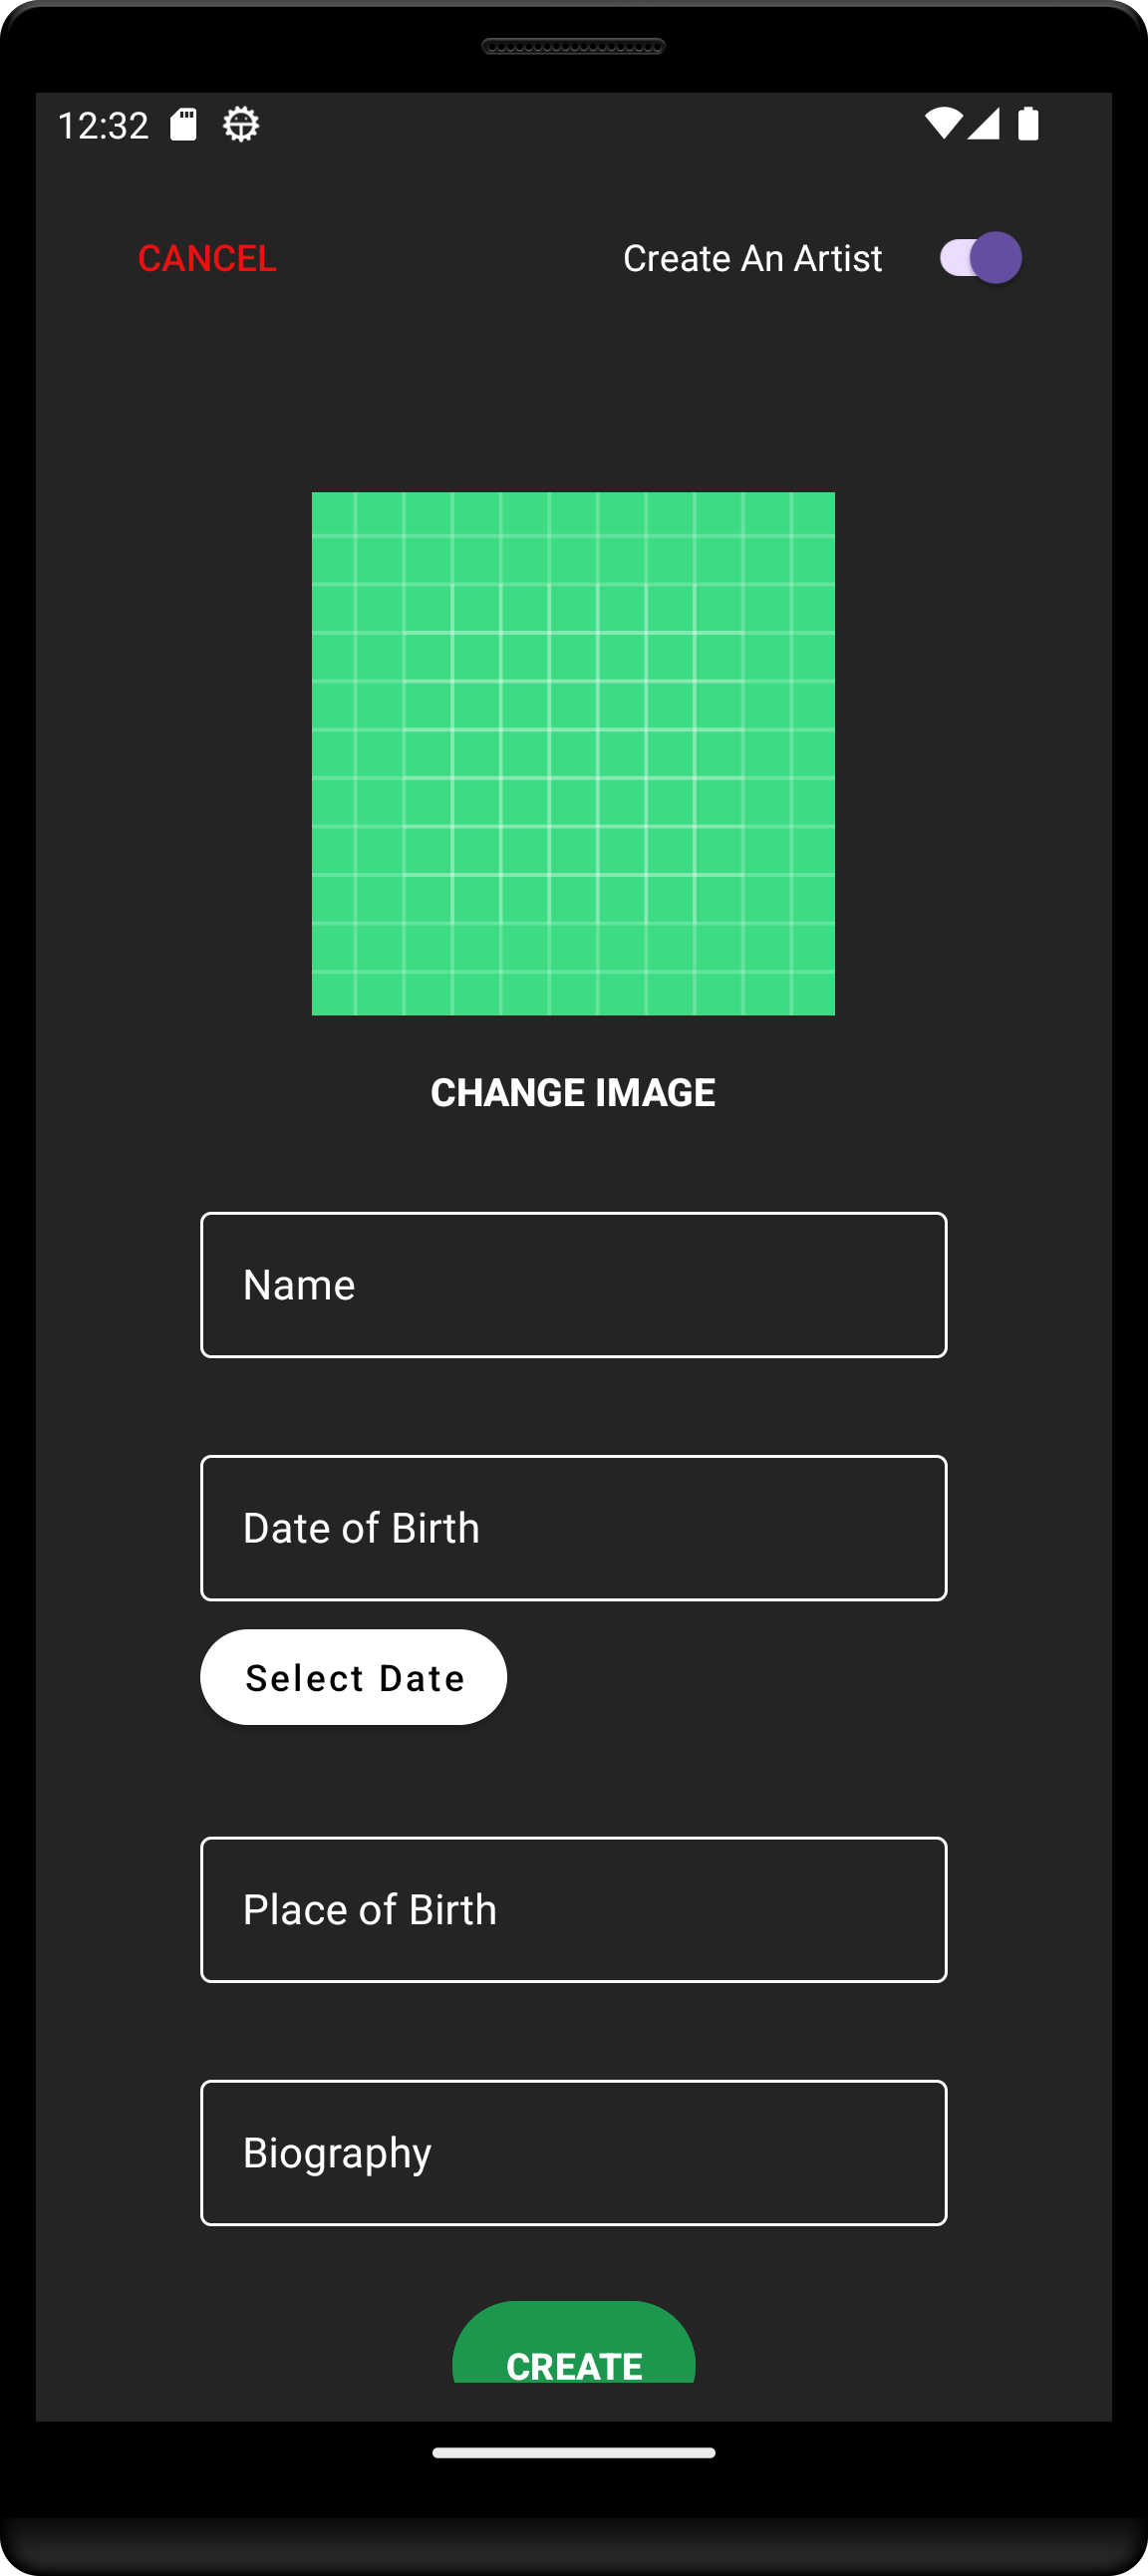 12:32
CANCEL
Create An Artist
CHANGE IMAGE
Name
Date of Birth
Select Date
Place of Birth
Biography
CREATE